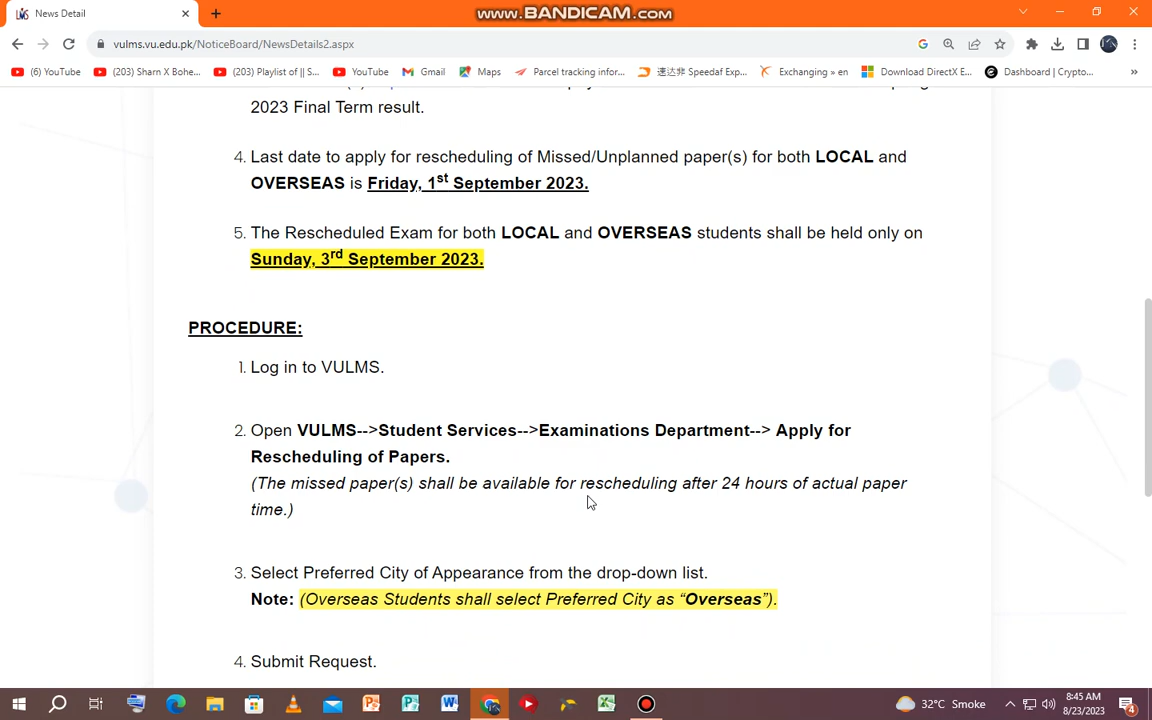 www.BANDICAM.com
News Detail
vulms.vu.edu.pk/NoticeBoard/NewsDetails2.aspx
(6) YouTube
(203) Sharn X Bohe...
(203) Playlist of || S...
YouTube
Gmail
Maps
Parcel tracking infor...
速达非 Speedaf Exp...
Exchanging » en
Download DirectX E...
Dashboard | Crypto...
2023 Final Term result.
4. Last date to apply for rescheduling of Missed/Unplanned paper(s) for both LOCAL and
OVERSEAS is Friday, 1st September 2023.
5. The Rescheduled Exam for both LOCAL and OVERSEAS students shall be held only on
Sunday, 3rd September 2023.
PROCEDURE:
1. Log in to VULMS.
2. Open VULMS-->Student Services-->Examinations Department--> Apply for
Rescheduling of Papers.
(The missed paper(s) shall be available for rescheduling after 24 hours of actual paper
time.)
3. Select Preferred City of Appearance from the drop-down list.
Note: (Overseas Students shall select Preferred City as “Overseas”).
4. Submit Request.
32°C Smoke
8:45 AM
8/23/2023
4